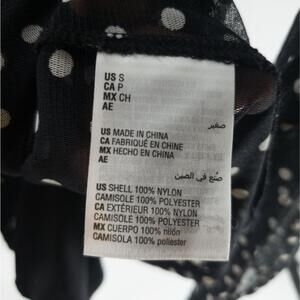 US S
CA P
MX CH
AE
صغير
US MADE IN CHINA
CA FABRIQUÉ EN CHINE
MX HECHO EN CHINA
AE
صُنع في الصين
US SHELL 100% NYLON
CAMISOLE 100% POLYESTER
CA EXTÉRIEUR 100% NYLON
CAMISOLE 100% POLYESTER
MX CUERPO 100% nilón
CAMISOLA 100% poliester